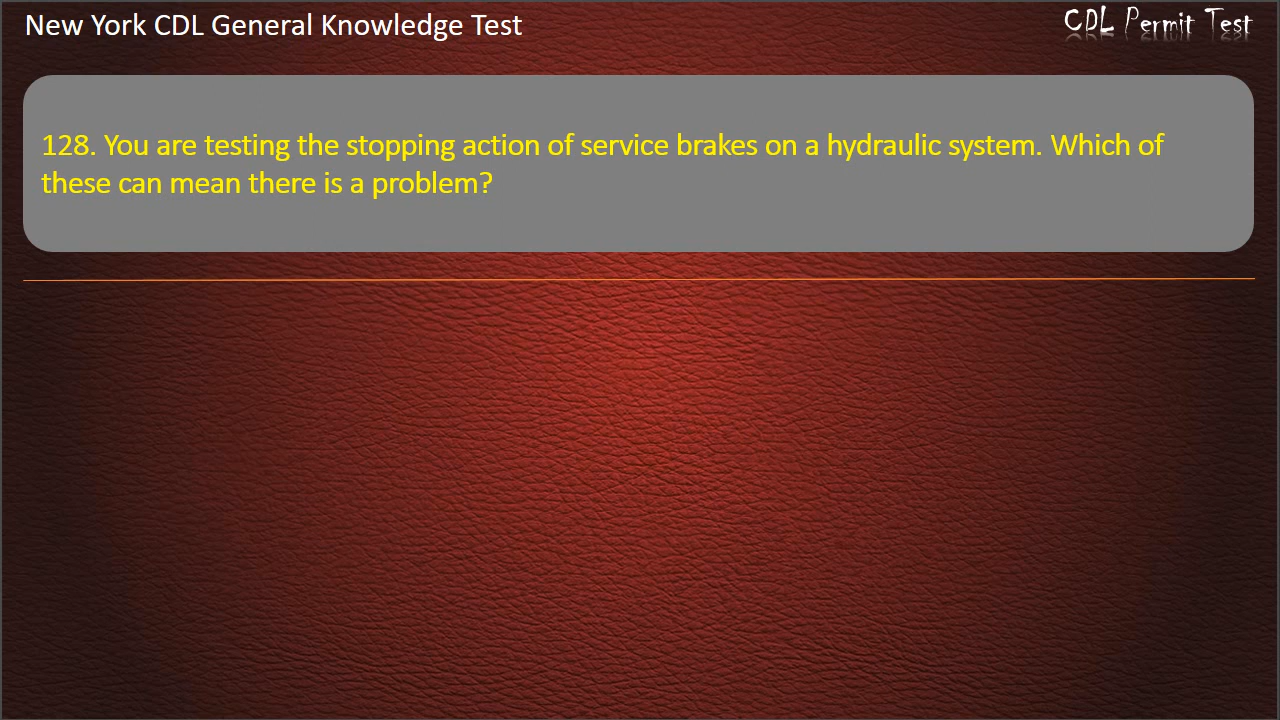 New York CDL General Knowledge Test
CDL Permit Test
128. You are testing the stopping action of service brakes on a hydraulic system. Which of
these can mean there is a problem?